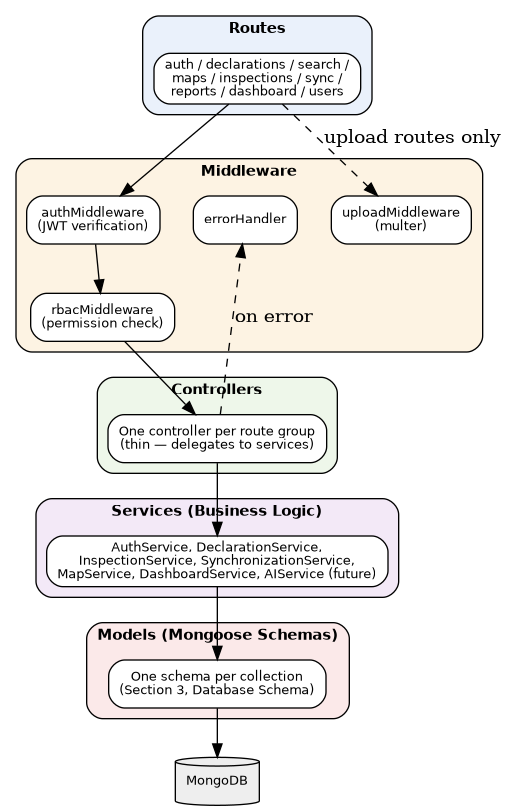 Routes
auth / declarations / search /
maps / inspections / sync /
reports / dashboard / users
upload routes only
Middleware
authMiddleware
(JWT verification)
errorHandler
uploadMiddleware
(multer)
rbacMiddleware
(permission check)
on error
Controllers
One controller per route group
(thin — delegates to services)
Services (Business Logic)
AuthService, DeclarationService,
InspectionService, SynchronizationService,
MapService, DashboardService, AIService (future)
Models (Mongoose Schemas)
One schema per collection
(Section 3, Database Schema)
MongoDB